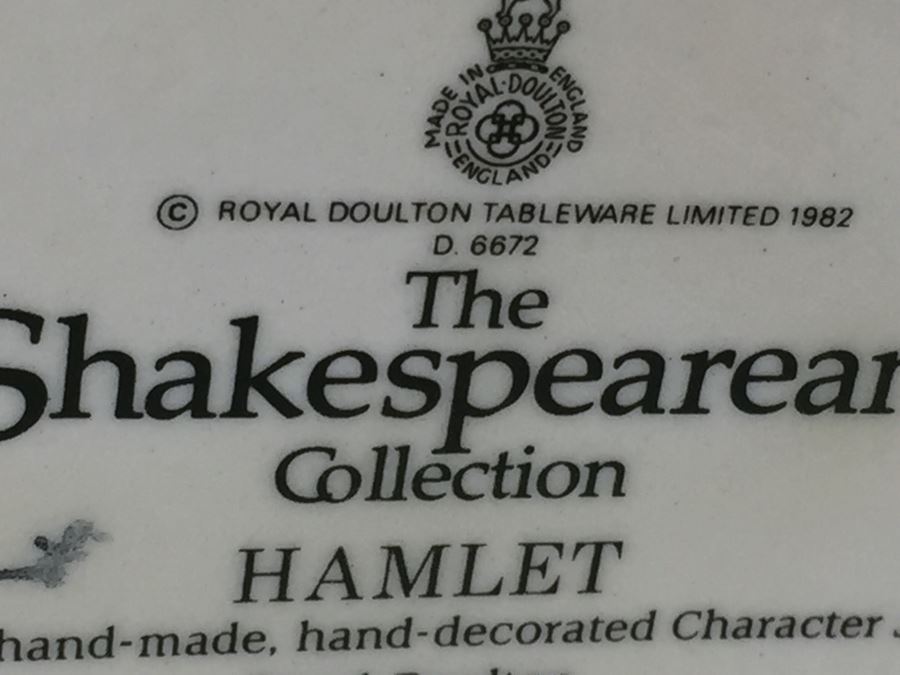 MADE IN ENGLAND
ROYAL·DOULTON
ENGLAND
© ROYAL DOULTON TABLEWARE LIMITED 1982
D. 6672
The
Shakespearean
Collection
HAMLET
hand-made, hand-decorated Character